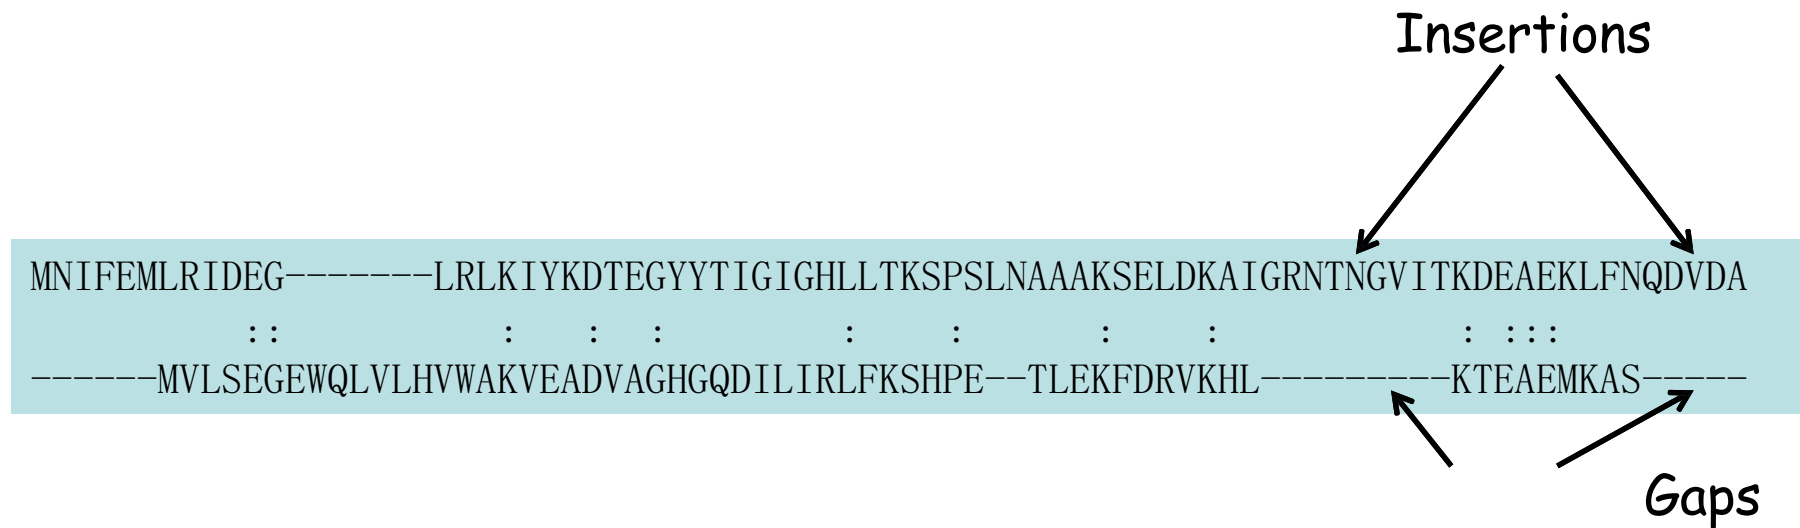 Insertions
MNIFEMLRIDEG-------LRLKIYKDTEGYYTIGIGHLLTKSPSLNAAAKSELDKAIGRNTNGVITKDEAEKLFNQDVDA
:: : : : : : : : : :::
------MVLSEGEWQLVLHVWAKVEADVAGHGQDILIRLFKSHPE--TLEKFDRVKHL---------KTEAEMKAS-----
Gaps